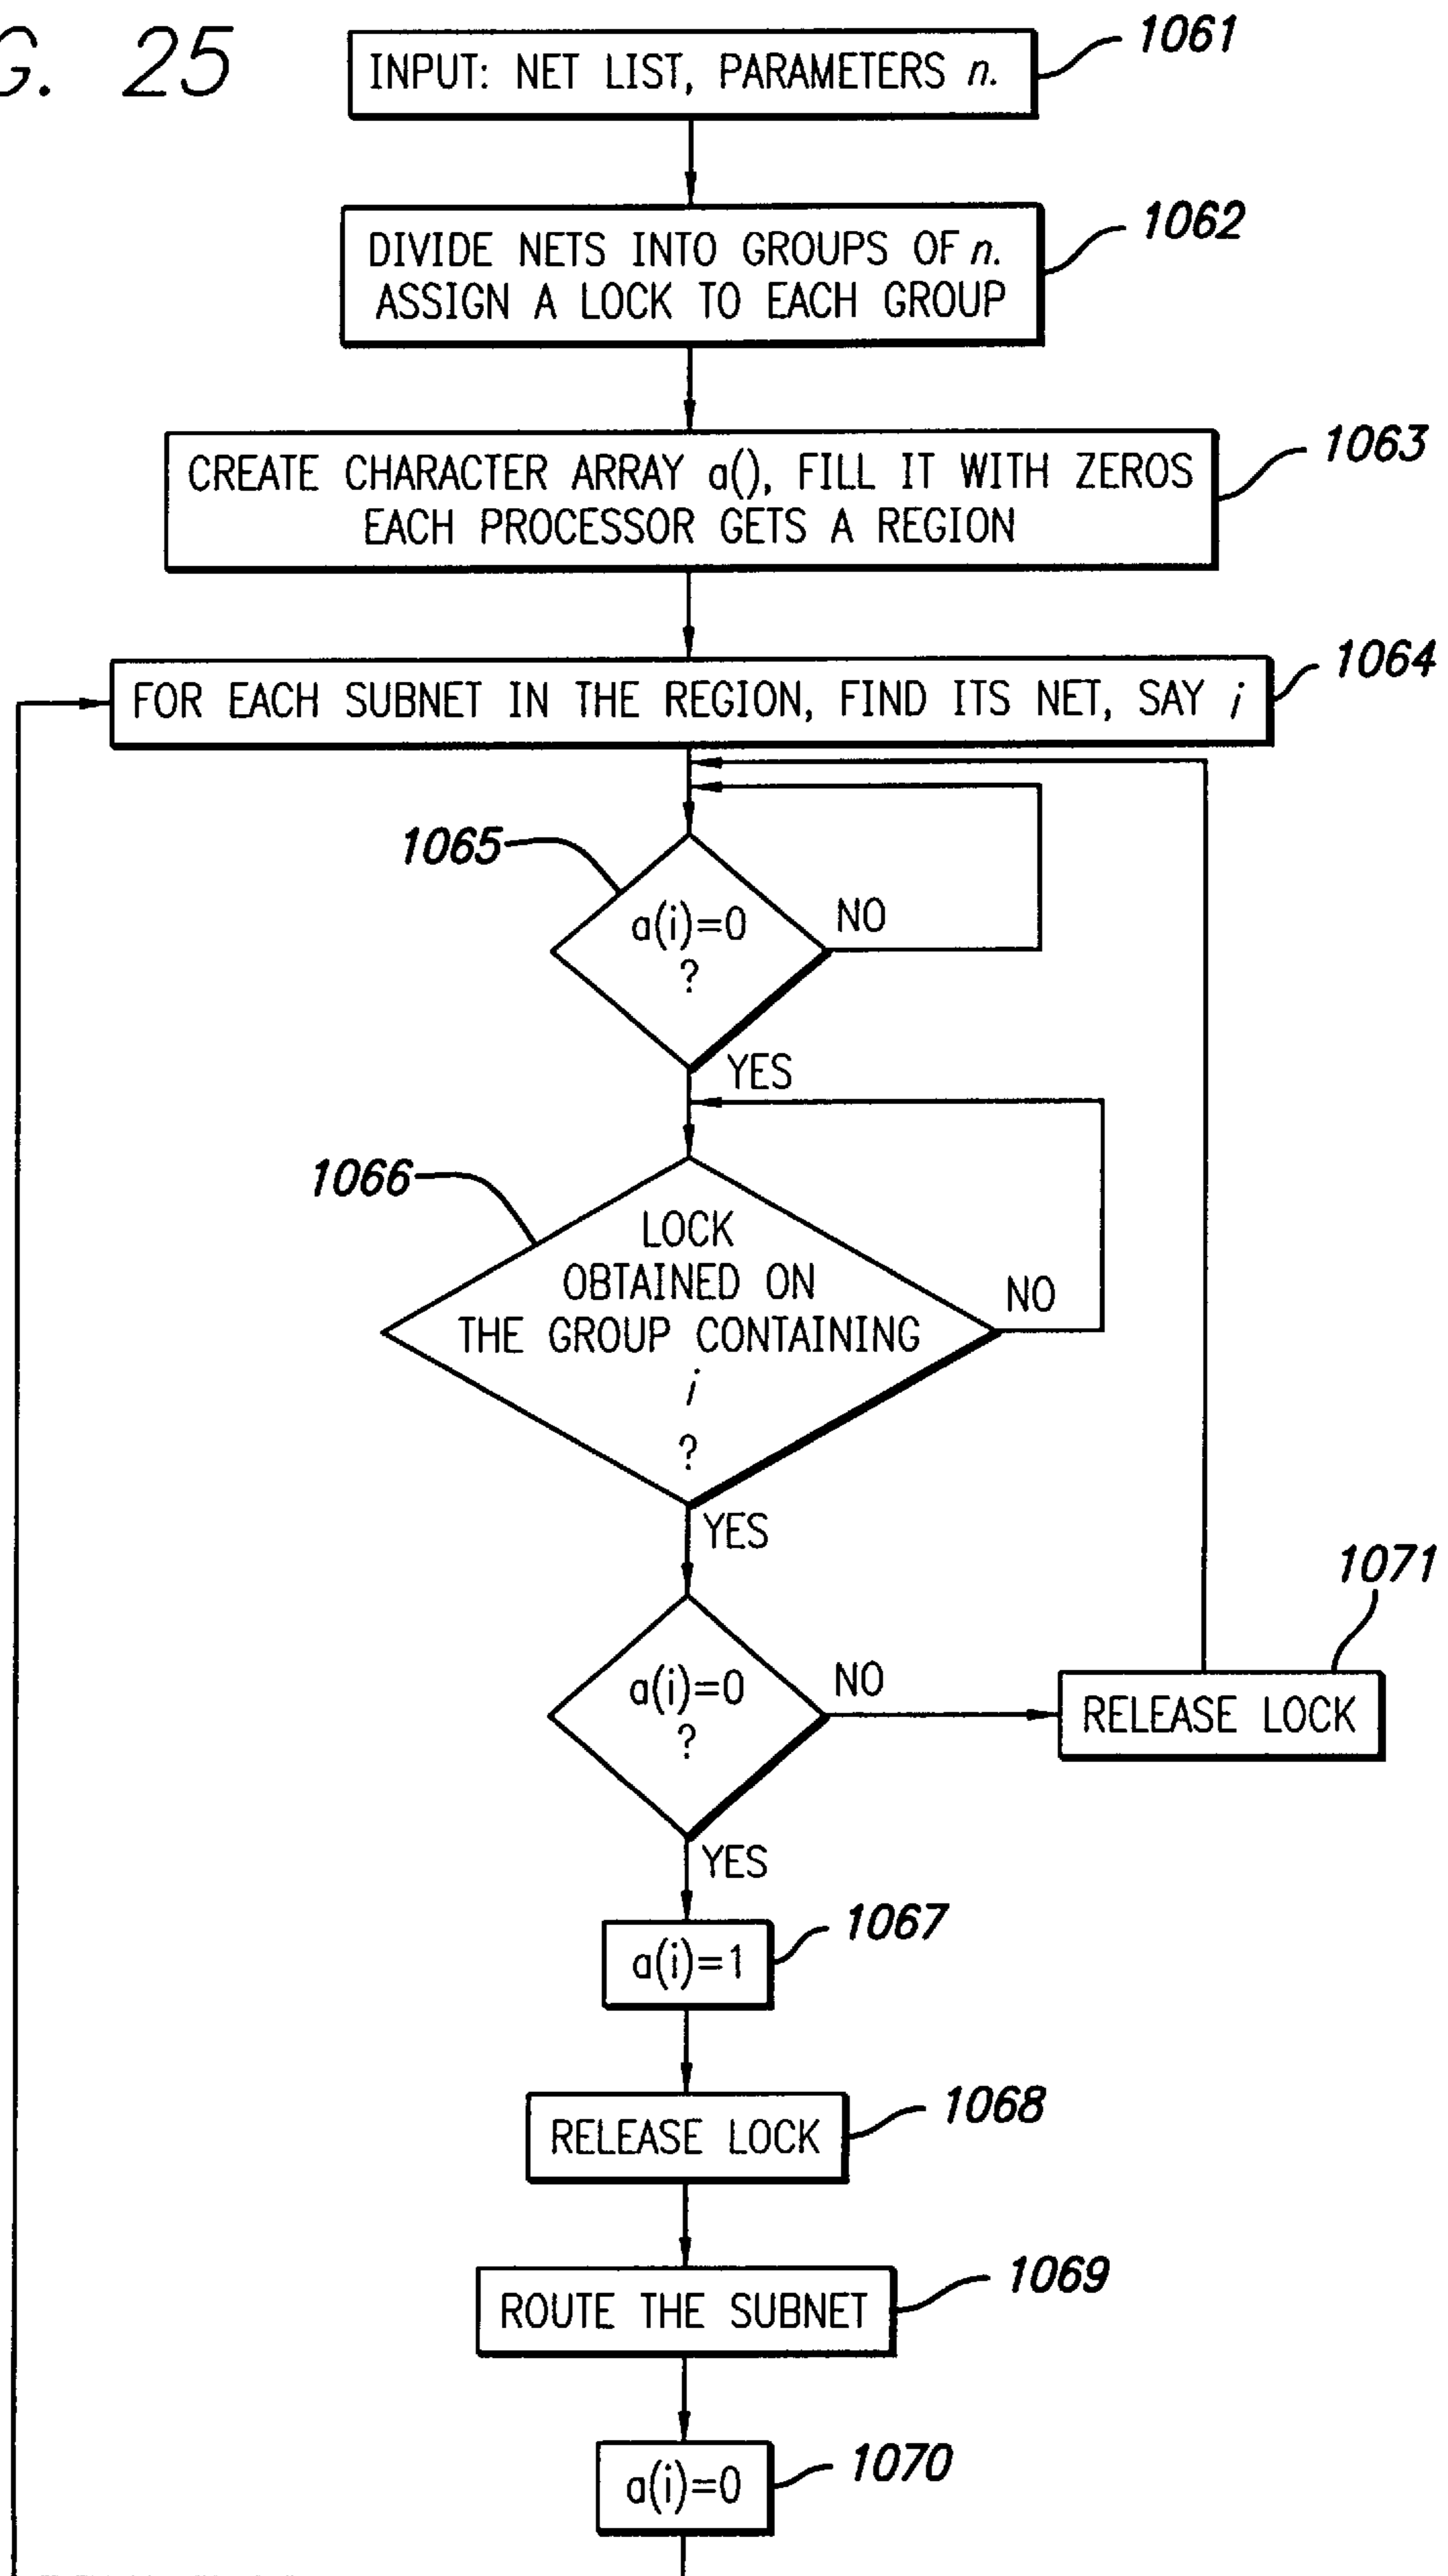 G. 25
INPUT: NET LIST, PARAMETERS n.
1061
DIVIDE NETS INTO GROUPS OF n.
ASSIGN A LOCK TO EACH GROUP
1062
CREATE CHARACTER ARRAY a(), FILL IT WITH ZEROS
EACH PROCESSOR GETS A REGION
1063
FOR EACH SUBNET IN THE REGION, FIND ITS NET, SAY i
1064
1065
a(i)=0
?
NO
YES
1066
LOCK
OBTAINED ON
THE GROUP CONTAINING
i
?
NO
YES
a(i)=0
?
NO
1071
RELEASE LOCK
YES
a(i)=1
1067
RELEASE LOCK
1068
ROUTE THE SUBNET
1069
a(i)=0
1070